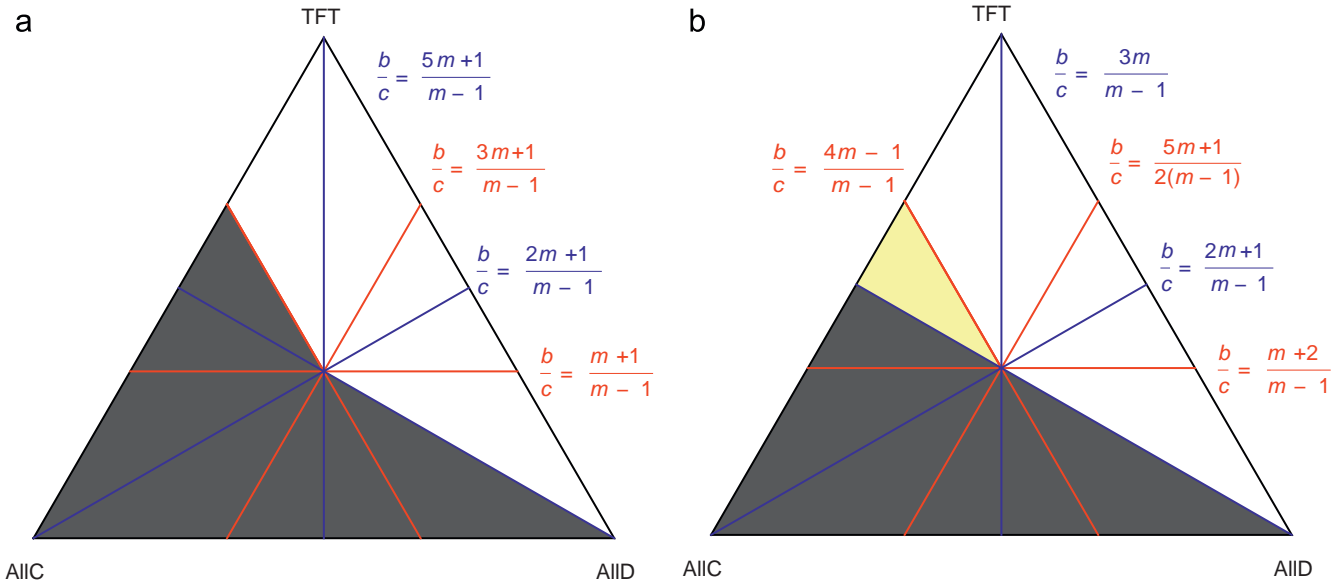 a
TFT
b/c = 5m+1/m − 1
b/c = 3m+1/m − 1
b/c = 2m+1/m − 1
b/c = m+1/m − 1
AllC
AllD
b
TFT
b/c = 3m/m − 1
b/c = 4m − 1/m − 1
b/c = 5m+1/2(m − 1)
b/c = 2m+1/m − 1
b/c = m+2/m − 1
AllC
AllD